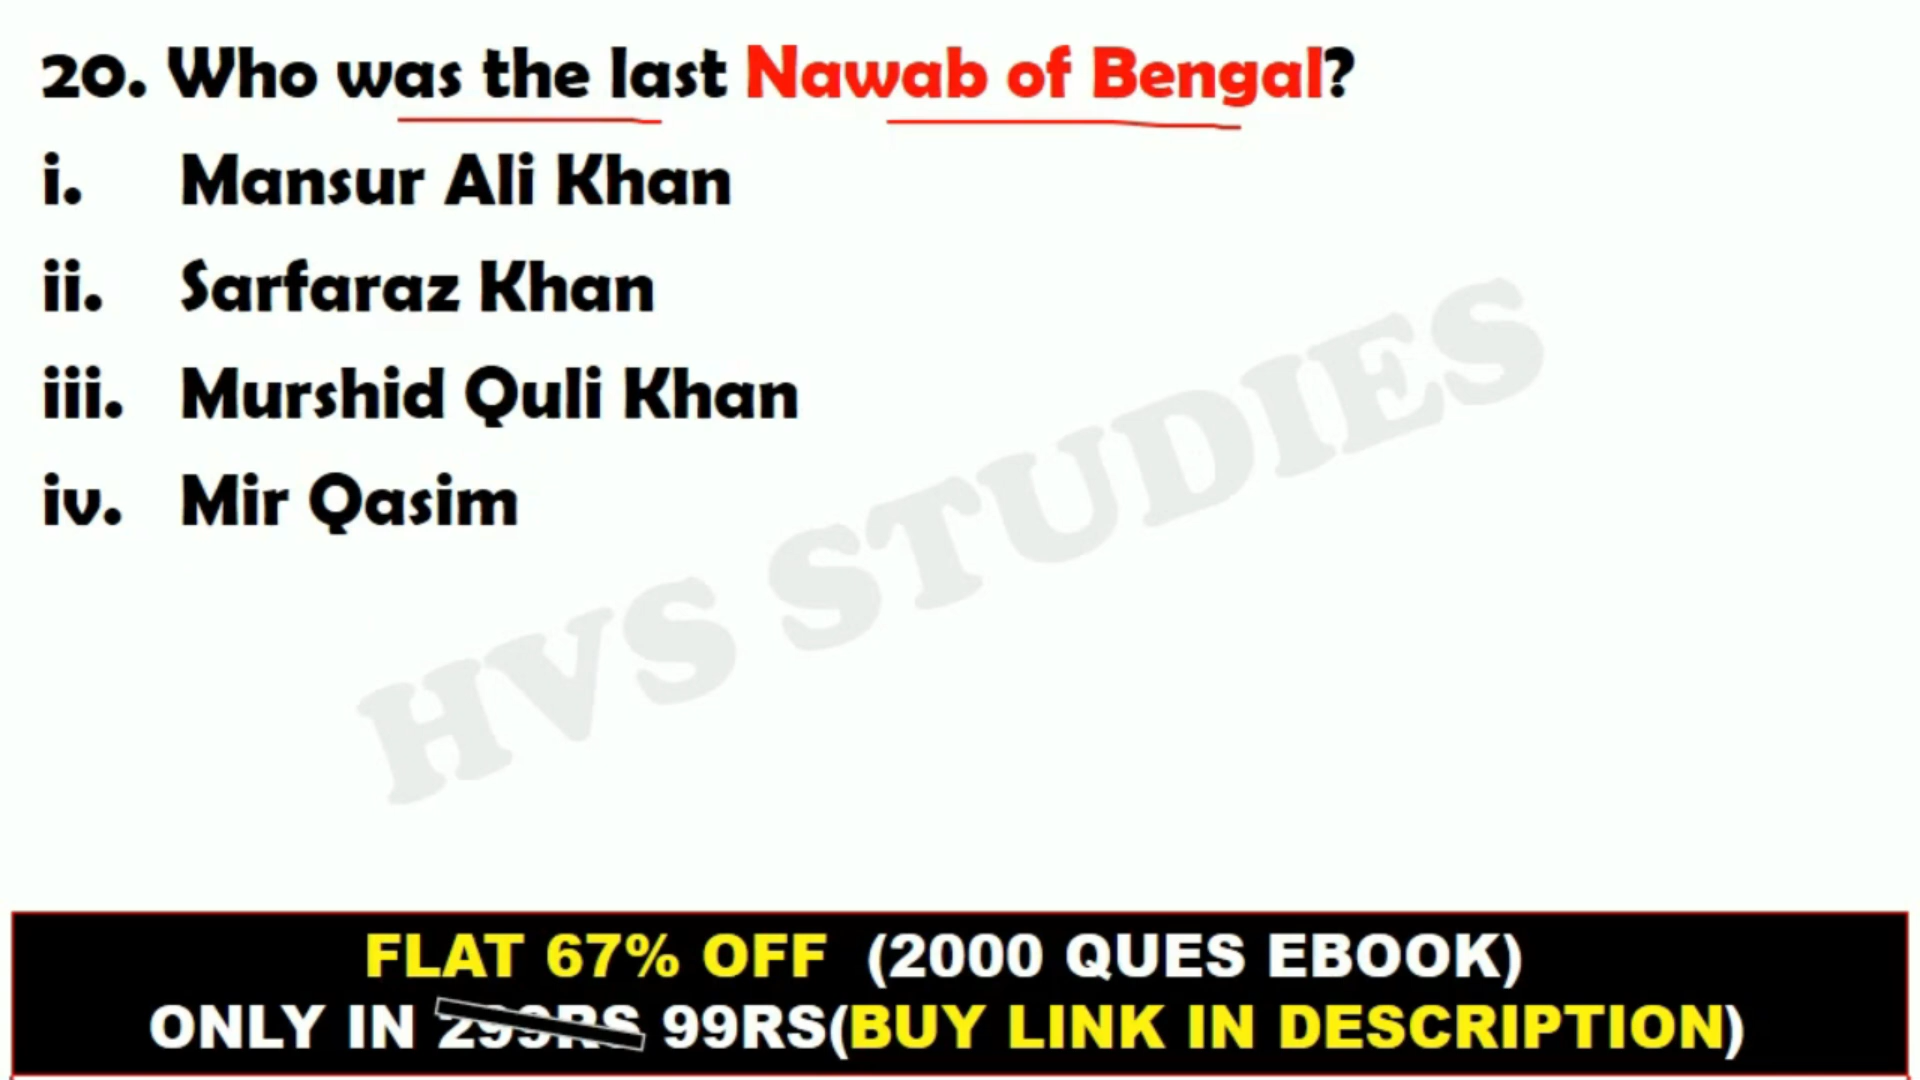 20. Who was the last Nawab of Bengal?
i. Mansur Ali Khan
ii. Sarfaraz Khan
iii. Murshid Quli Khan
iv. Mir Qasim
HVS STUDIES
FLAT 67% OFF (2000 QUES EBOOK)
ONLY IN 299RS 99RS(BUY LINK IN DESCRIPTION)